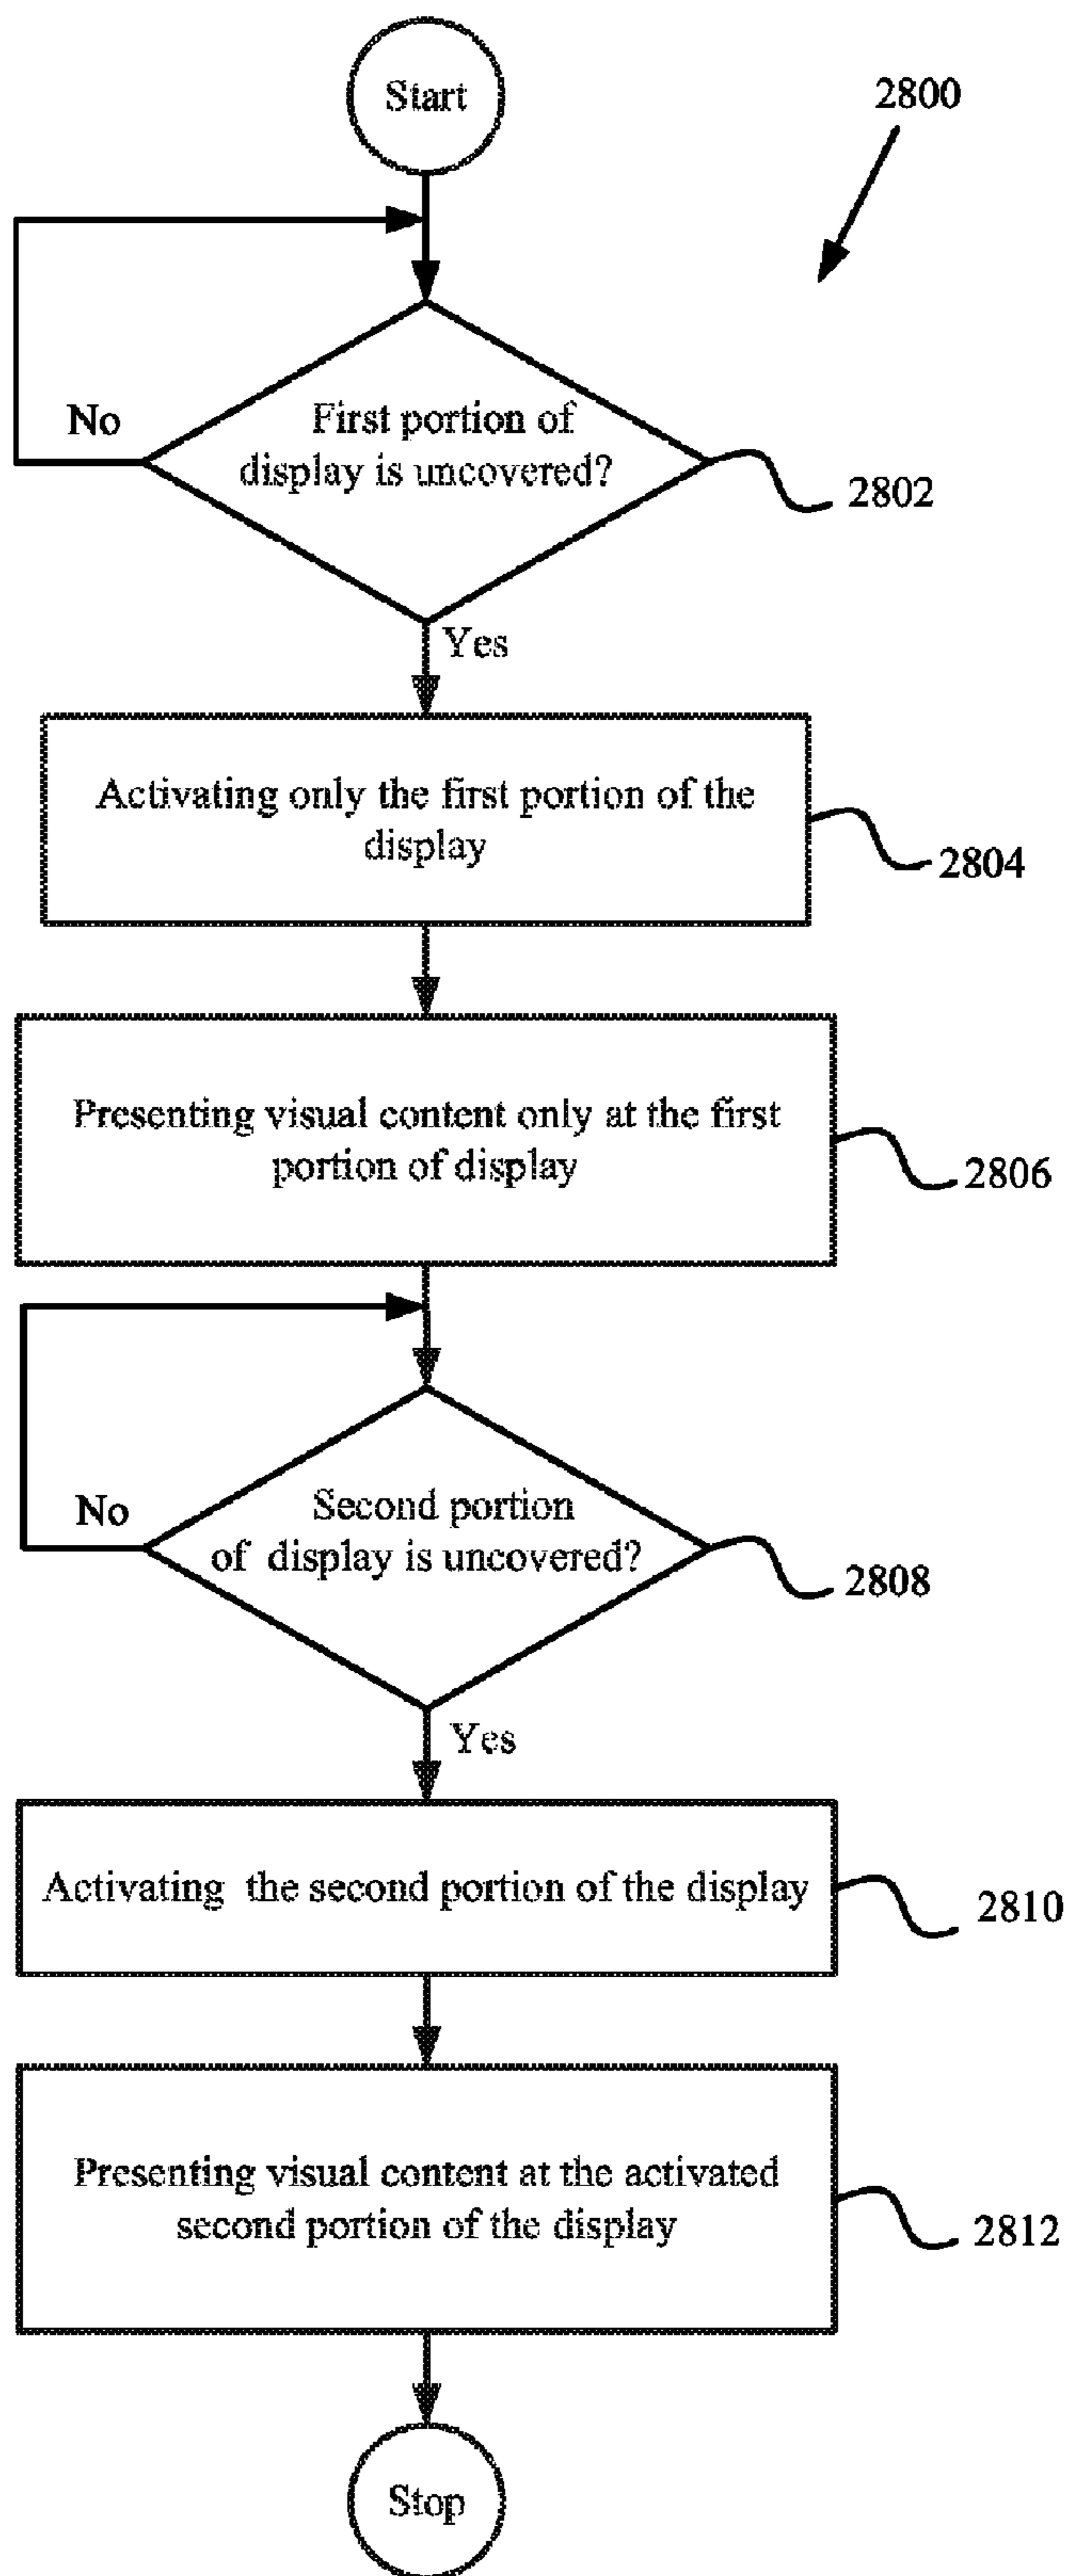 Start
2800
First portion of
display is uncovered?
No
2802
Yes
Activating only the first portion of the
display
2804
Presenting visual content only at the first
portion of display
2806
Second portion
of display is uncovered?
No
2808
Yes
Activating the second portion of the display
2810
Presenting visual content at the activated
second portion of the display
2812
Stop